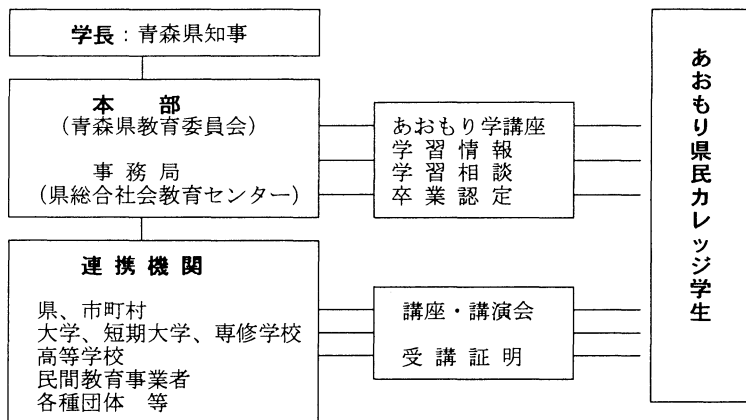 学長：青森県知事
本　部
（青森県教育委員会）
事務局
（県総合社会教育センター）
あおもり学講座
学習情報
学習相談
卒業認定
連携機関
県、市町村
大学、短期大学、専修学校
高等学校
民間教育事業者
各種団体　等
講座・講演会
受講証明
あおもり県民カレッジ学生